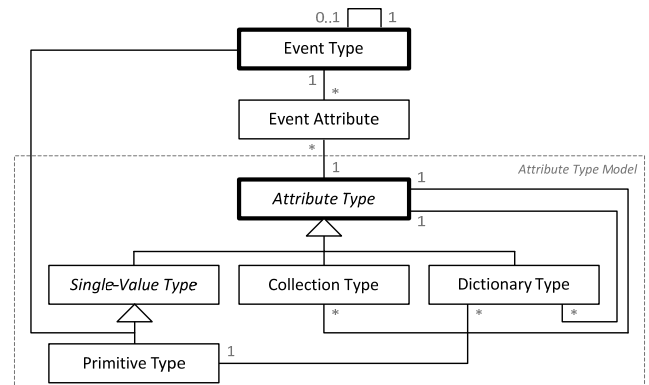 0..1 1
Event Type
1
*
Event Attribute
*
1
Attribute Type Model
1
Attribute Type
1
Single-Value Type
Collection Type
Dictionary Type
*
*
*
Primitive Type
1